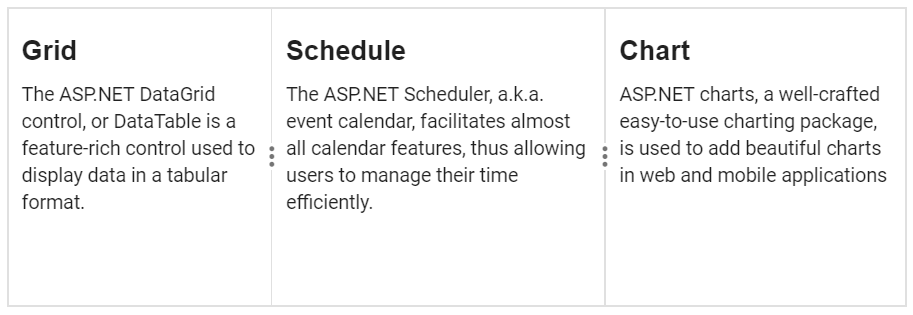 Grid
The ASP.NET DataGrid
control, or DataTable is a
feature-rich control used to
display data in a tabular
format.
Schedule
The ASP.NET Scheduler, a.k.a.
event calendar, facilitates almost
all calendar features, thus allowing
users to manage their time
efficiently.
Chart
ASP.NET charts, a well-crafted
easy-to-use charting package,
is used to add beautiful charts
in web and mobile applications